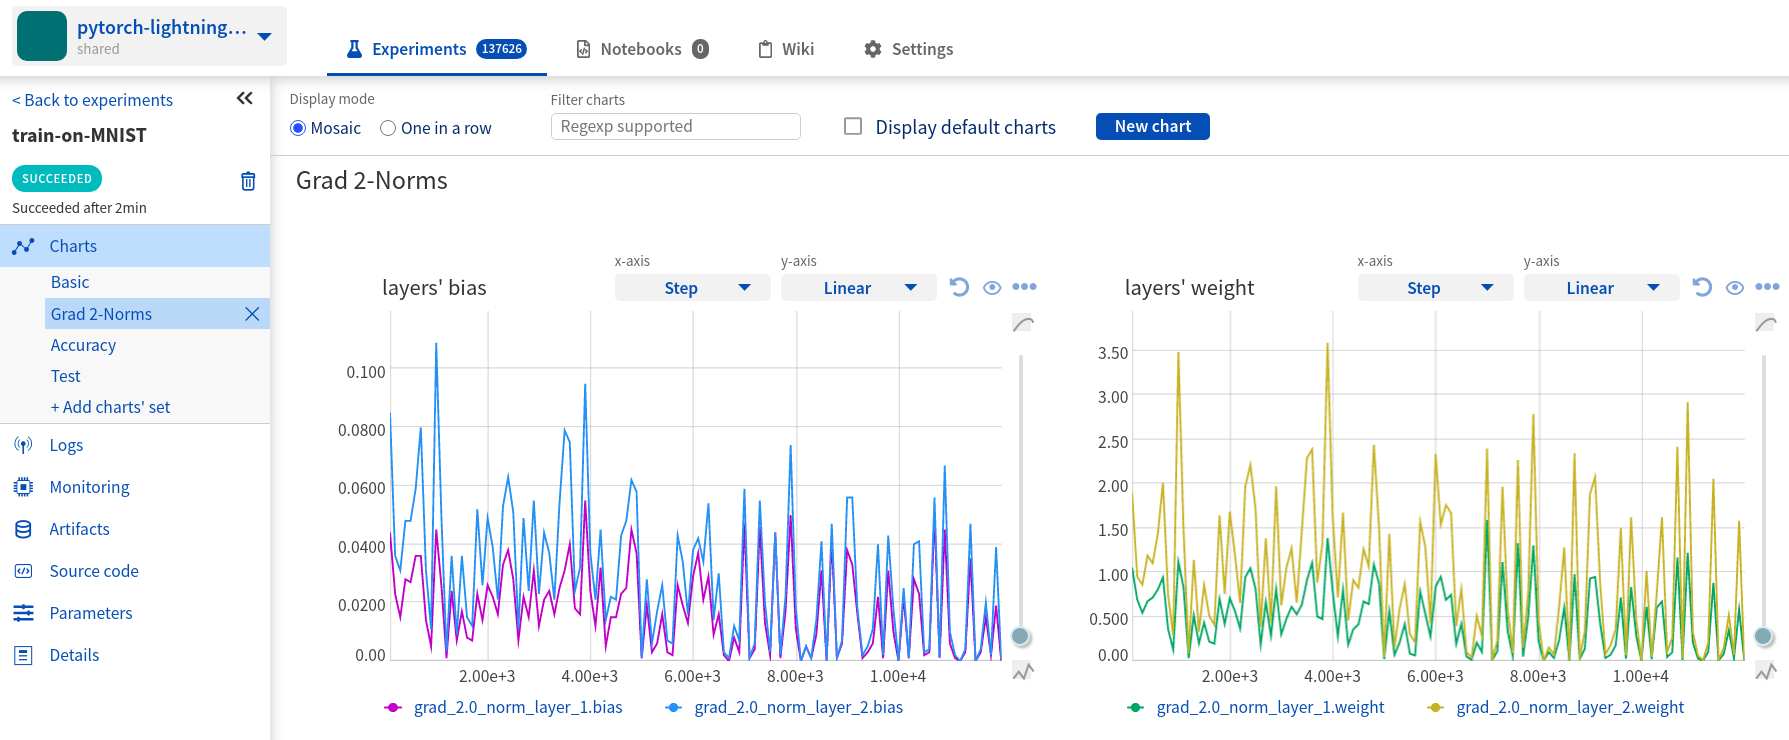 pytorch-lightning...
shared
Experiments 137626
Notebooks 0
Wiki
Settings
< Back to experiments
train-on-MNIST
SUCCEEDED
Succeeded after 2min
Charts
Basic
Grad 2-Norms
Accuracy
Test
+ Add charts' set
Logs
Monitoring
Artifacts
Source code
Parameters
Details
Display mode
Mosaic
One in a row
Filter charts
Regexp supported
Display default charts
New chart
Grad 2-Norms
layers' bias
x-axis
Step
y-axis
Linear
0.100
0.0800
0.0600
0.0400
0.0200
0.00
2.00e+3 4.00e+3 6.00e+3 8.00e+3 1.00e+4
grad_2.0_norm_layer_1.bias
grad_2.0_norm_layer_2.bias
layers' weight
x-axis
Step
y-axis
Linear
3.50
3.00
2.50
2.00
1.50
1.00
0.500
0.00
2.00e+3 4.00e+3 6.00e+3 8.00e+3 1.00e+4
grad_2.0_norm_layer_1.weight
grad_2.0_norm_layer_2.weight